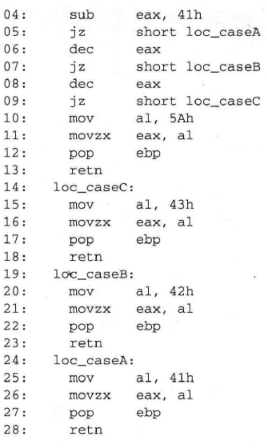 04: sub eax, 41h
05: jz short loc_caseA
06: dec eax
07: jz short loc_caseB
08: dec eax
09: jz short loc_caseC
10: mov al, 5Ah
11: movzx eax, al
12: pop ebp
13: retn
14: loc_caseC:
15: mov al, 43h
16: movzx eax, al
17: pop ebp
18: retn
19: loc_caseB:
20: mov al, 42h
21: movzx eax, al
22: pop ebp
23: retn
24: loc_caseA:
25: mov al, 41h
26: movzx eax, al
27: pop ebp
28: retn